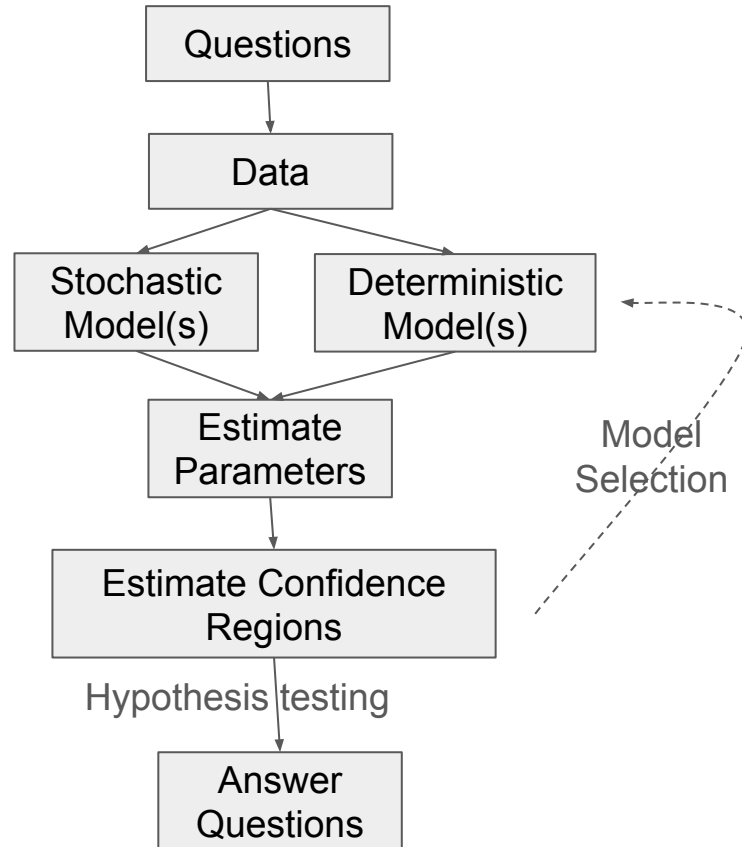 Questions
Data
Stochastic
Model(s)
Deterministic
Model(s)
Estimate
Parameters
Model
Selection
Estimate Confidence
Regions
Hypothesis testing
Answer
Questions